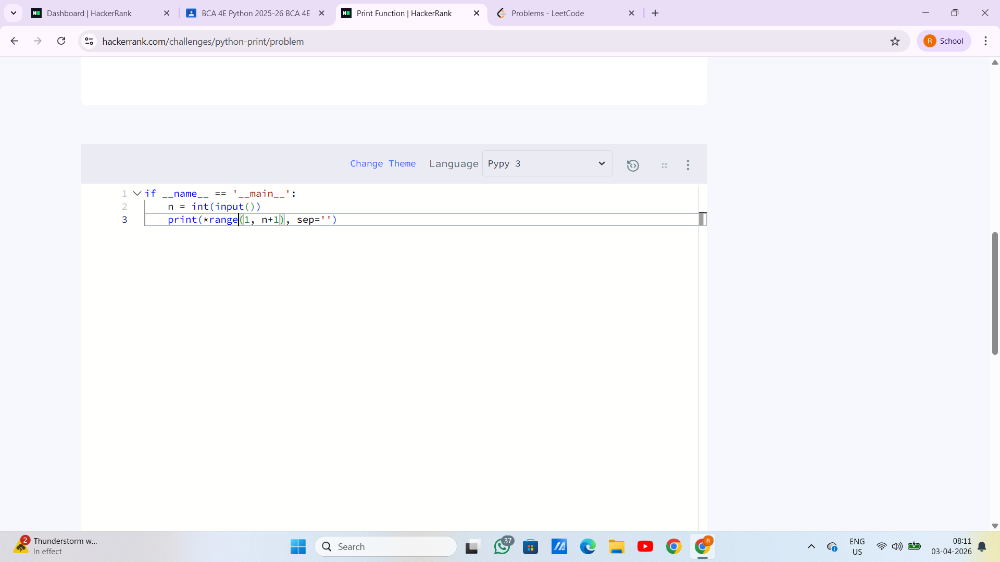 Dashboard | HackerRank
BCA 4E Python 2025-26 BCA 4E
Print Function | HackerRank
Problems - LeetCode
hackerrank.com/challenges/python-print/problem
R School
Change Theme
Language
Pypy 3
1 if __name__ == '__main__':
2 n = int(input())
3 print(*range(1, n+1), sep='')
2
Thunderstorm w...
In effect
Search
37
R
ENG
US
08:11
03-04-2026